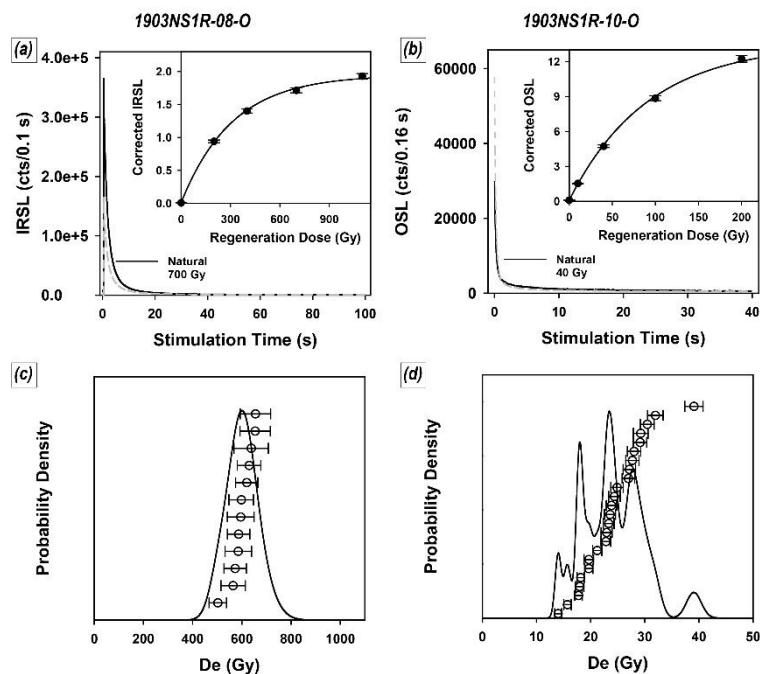 1903NS1R-08-O
1903NS1R-10-O
(a)
4.0e+5
3.0e+5
2.0e+5
1.0e+5
0.0
IRSL (cts/0.1 s)
0 20 40 60 80 100
Stimulation Time (s)
Natural
700 Gy
2.0
1.5
1.0
0.5
0.0
Corrected IRSL
0 300 600 900
Regeneration Dose (Gy)
(b)
60000
40000
20000
0
OSL (cts/0.16 s)
0 10 20 30 40
Stimulation Time (s)
Natural
40 Gy
12
9
6
3
0
Corrected OSL
0 50 100 150 200
Regeneration Dose (Gy)
(c)
Probability Density
0 200 400 600 800 1000
De (Gy)
(d)
Probability Density
0 10 20 30 40 50
De (Gy)